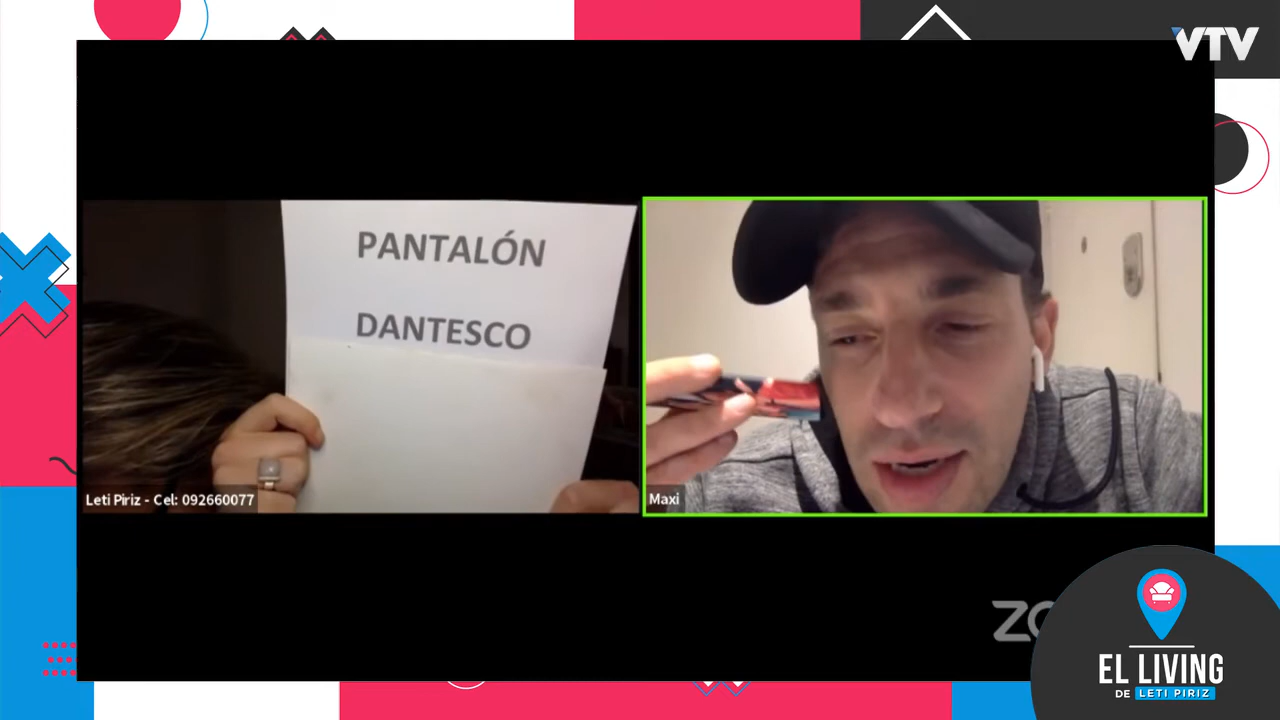 VTV
PANTALÓN
DANTESCO
Leti Piriz - Cel: 092660077
Maxi
EL LIVING
DE LETI PIRIZ